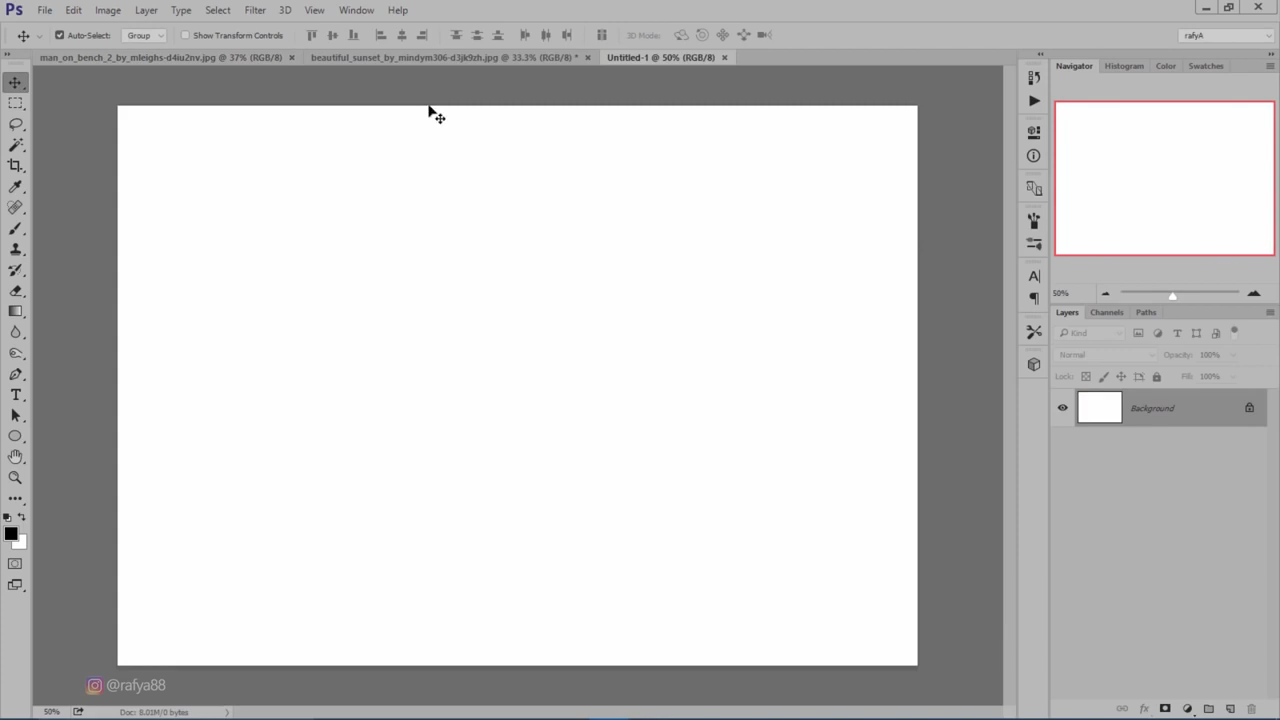 Ps File Edit Image Layer Type Select Filter 3D View Window Help
Auto-Select: Group Show Transform Controls 3D Mode: rafyA
man_on_bench_2_by_mleighs-d4iu2nv.jpg @ 37% (RGB/8) × beautiful_sunset_by_mindym306-d3jk9zh.jpg @ 33.3% (RGB/8) * × Untitled-1 @ 50% (RGB/8) ×
Navigator Histogram Color Swatches
50%
Layers Channels Paths
Kind
Normal Opacity: 100%
Lock: Fill: 100%
Background
@rafya88
50% Doc: 8.01M/0 bytes